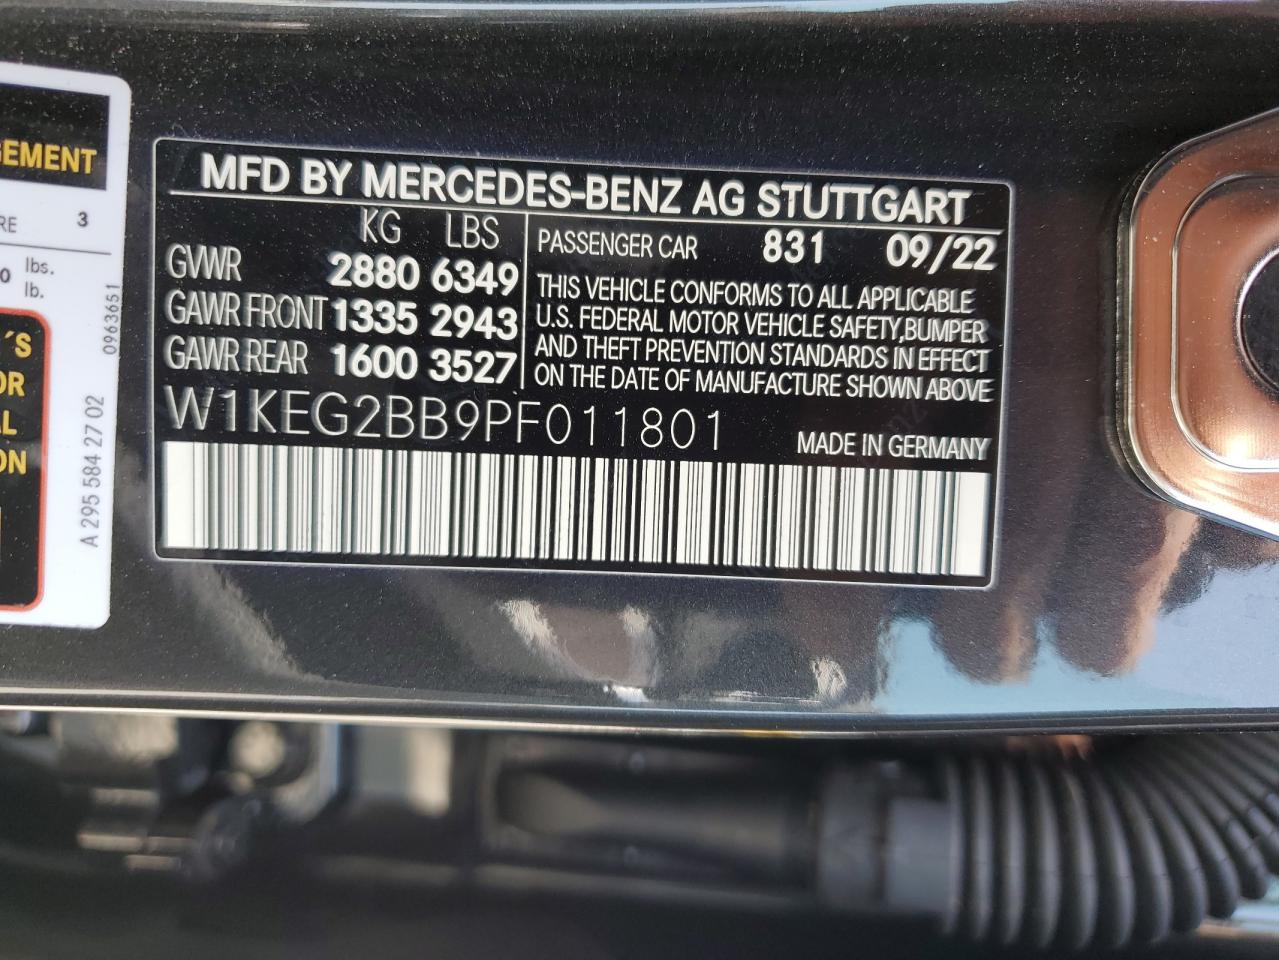 GEMENT
3
lbs.
lb.
0963651
A 295 584 27 02
MFD BY MERCEDES-BENZ AG STUTTGART
KG LBS
GVWR 2880 6349
GAWR FRONT 1335 2943
GAWR REAR 1600 3527
PASSENGER CAR 831 09/22
THIS VEHICLE CONFORMS TO ALL APPLICABLE
U.S. FEDERAL MOTOR VEHICLE SAFETY,BUMPER
AND THEFT PREVENTION STANDARDS IN EFFECT
ON THE DATE OF MANUFACTURE SHOWN ABOVE
W1KEG2BB9PF011801
MADE IN GERMANY